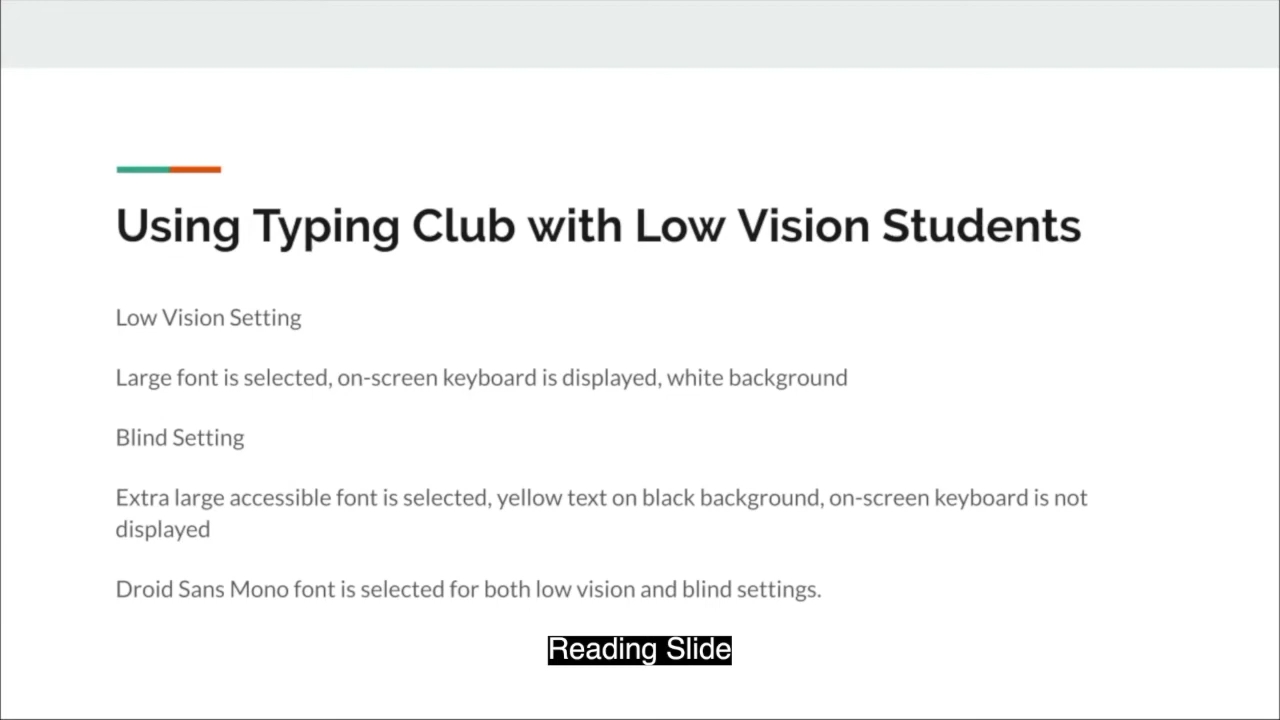 Using Typing Club with Low Vision Students
Low Vision Setting
Large font is selected, on-screen keyboard is displayed, white background
Blind Setting
Extra large accessible font is selected, yellow text on black background, on-screen keyboard is not
displayed
Droid Sans Mono font is selected for both low vision and blind settings.
Reading Slide